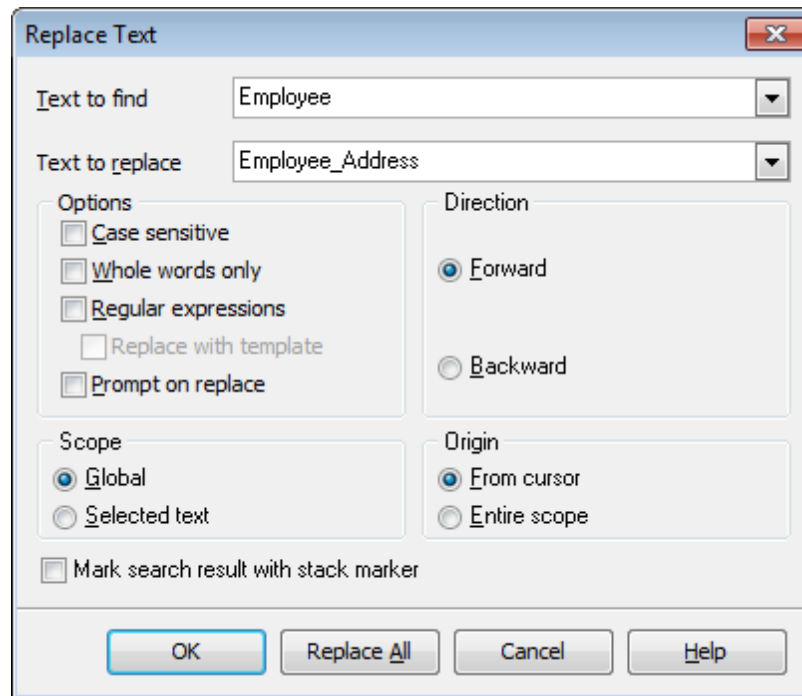 Replace Text
Text to find
Employee
Text to replace
Employee_Address
Options
Case sensitive
Whole words only
Regular expressions
Replace with template
Prompt on replace
Direction
Forward
Backward
Scope
Global
Selected text
Origin
From cursor
Entire scope
Mark search result with stack marker
OK
Replace All
Cancel
Help